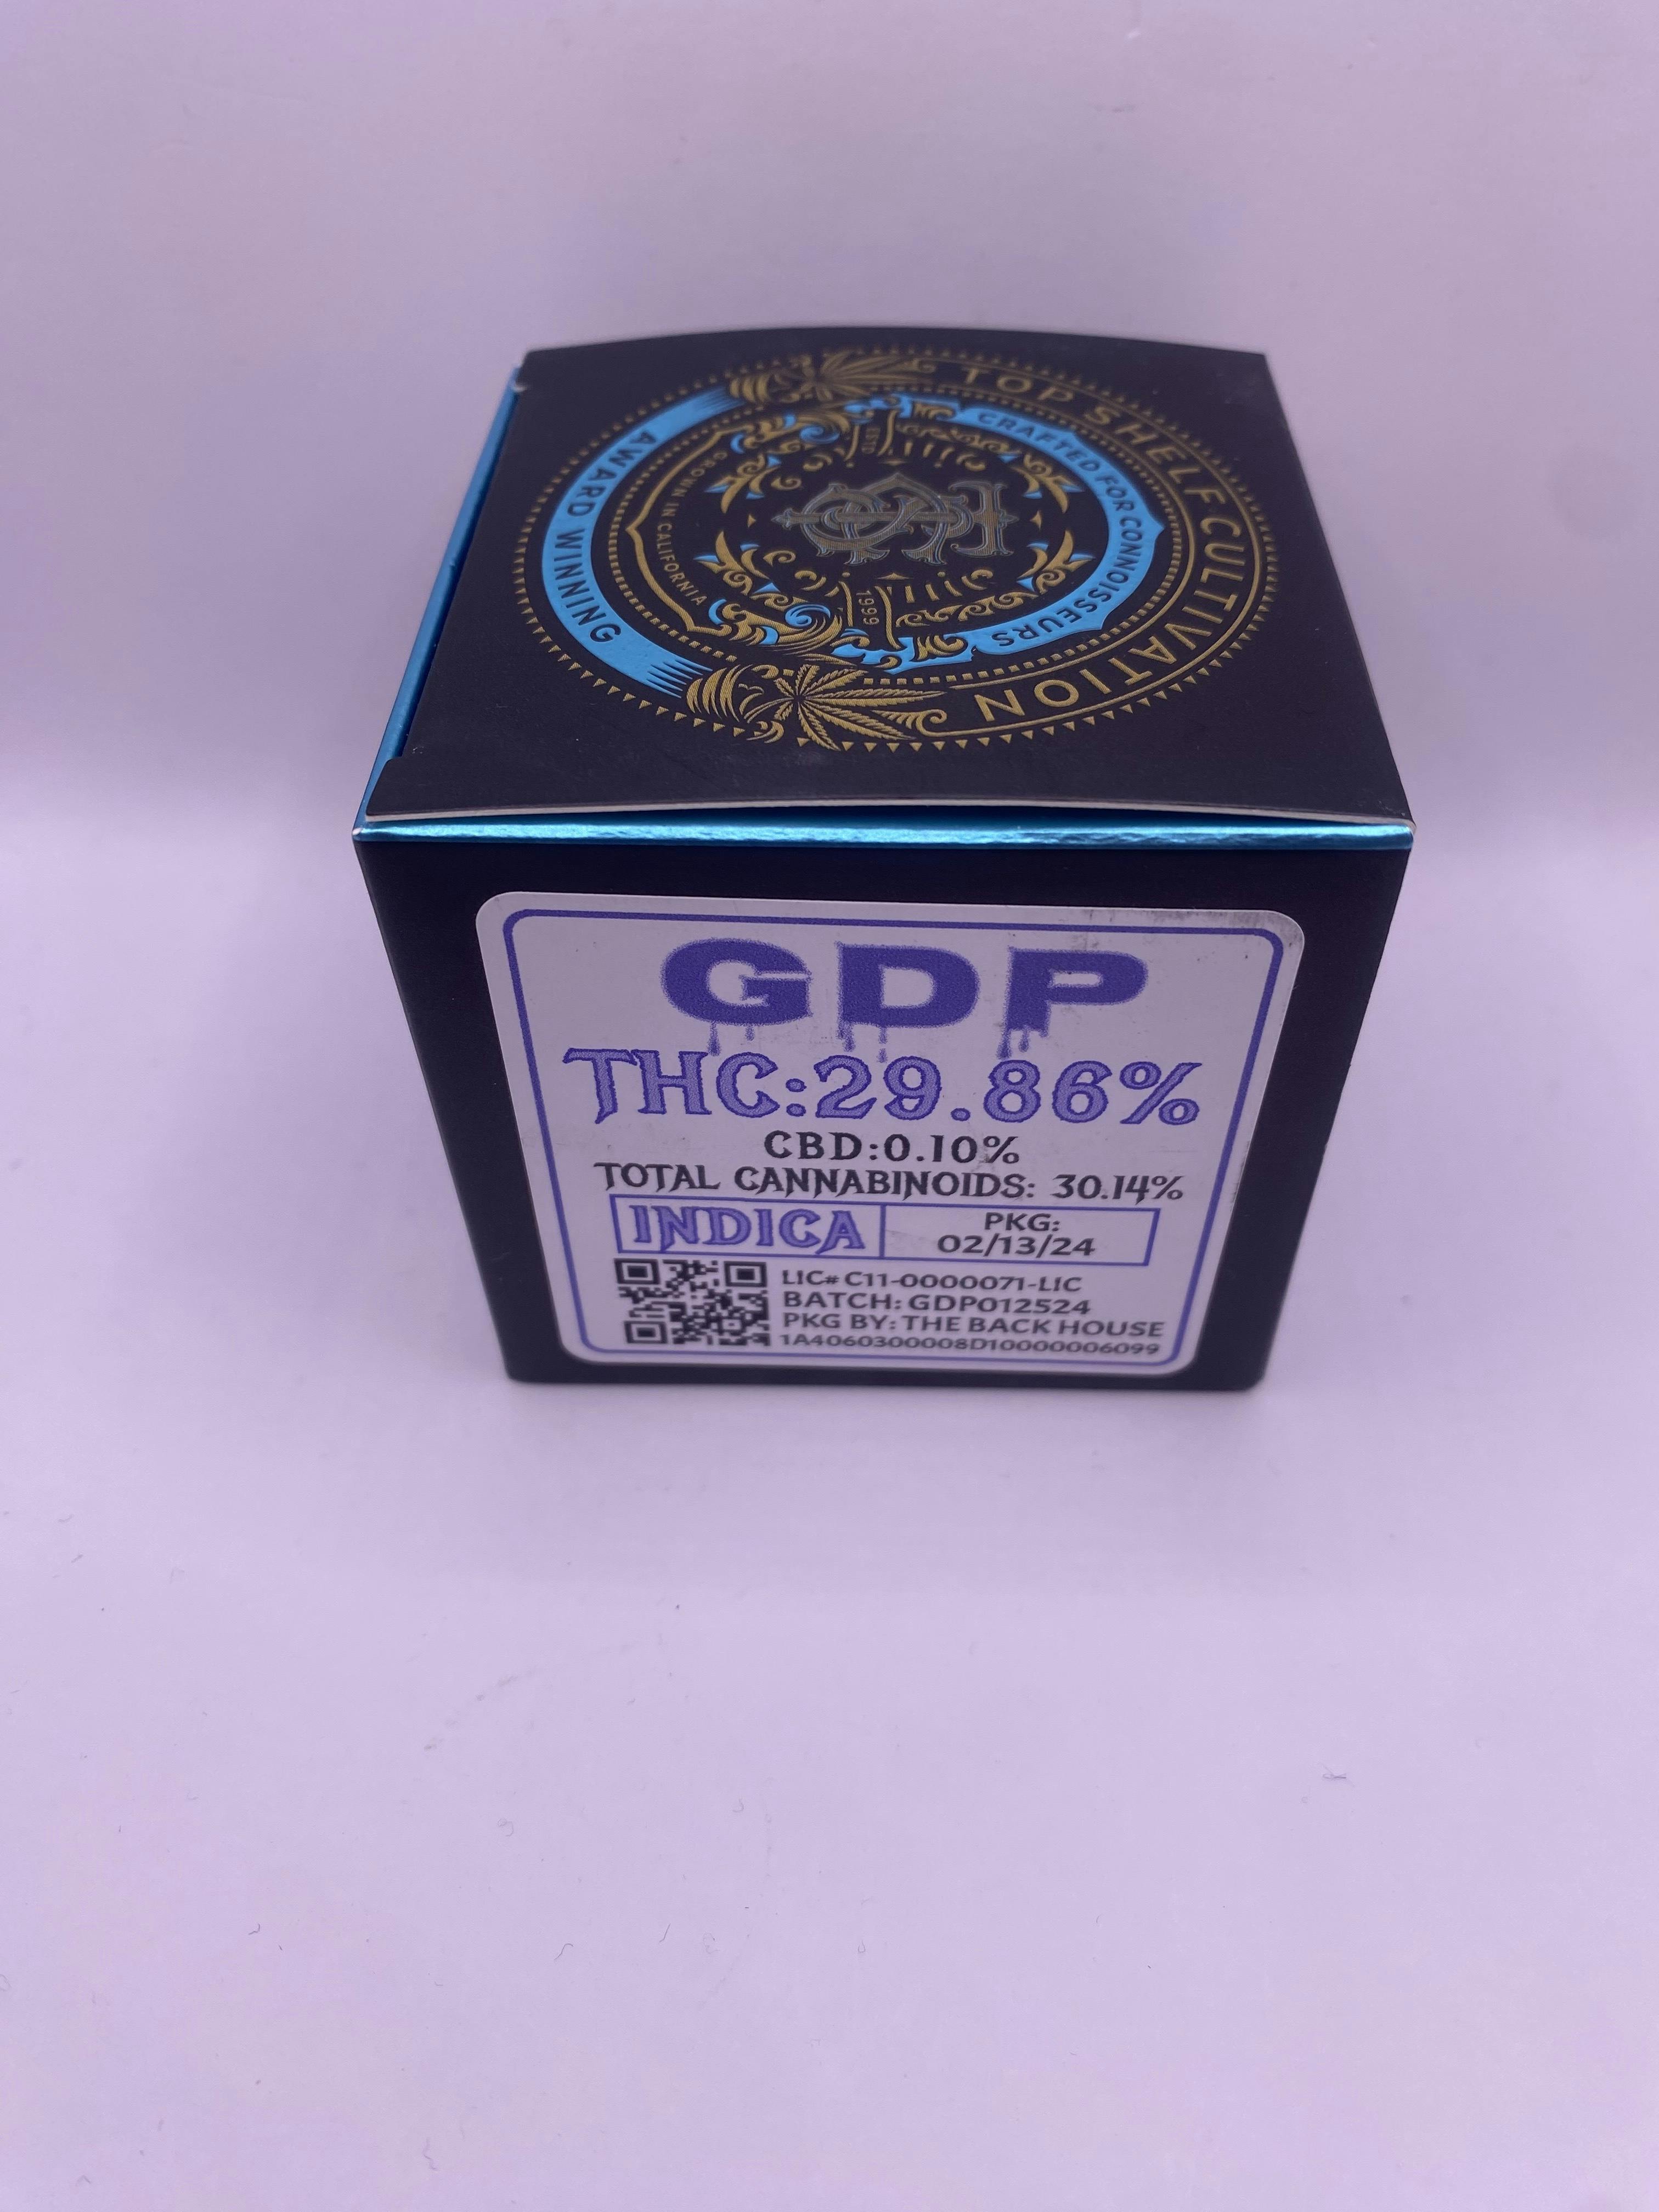 TOP SHELF CULTIVATION
CRAFTED FOR CONNOISSEURS
AWARD WINNING
GROWN IN CALIFORNIA
ESTD
1999
GDP
THC:29.86%
CBD:0.10%
TOTAL CANNABINOIDS: 30.14%
INDICA
PKG:
02/13/24
LIC# C11-0000071-LIC
BATCH: GDP012524
PKG BY: THE BACK HOUSE
1A4060300008D10000006099